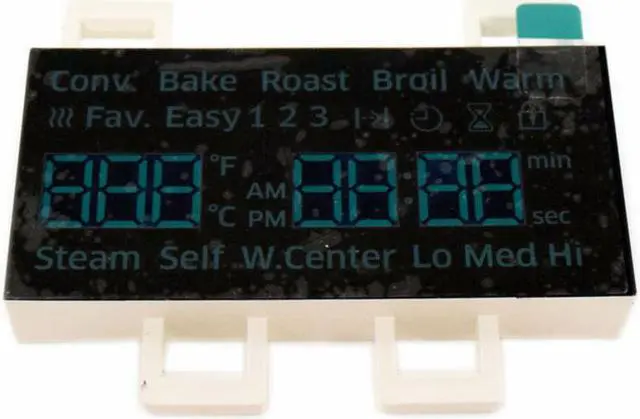 Conv. Bake Roast Broil Warm
Fav. Easy 1 2 3
°F AM min
°C PM sec
Steam Self W.Center Lo Med Hi